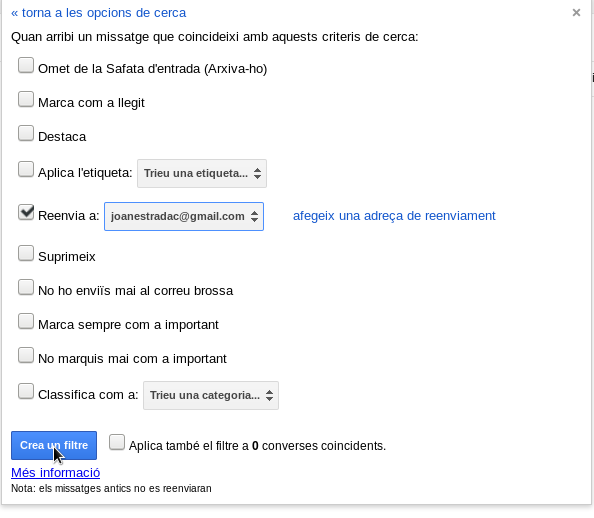 « torna a les opcions de cerca
×
Quan arribi un missatge que coincideixi amb aquests criteris de cerca:
Omet de la Safata d'entrada (Arxiva-ho)
Marca com a llegit
Destaca
Aplica l'etiqueta: Trieu una etiqueta...
Reenvia a: joanestradac@gmail.com afegeix una adreça de reenviament
Suprimeix
No ho enviïs mai al correu brossa
Marca sempre com a important
No marquis mai com a important
Classifica com a: Trieu una categoria...
Crea un filtre Aplica també el filtre a 0 converses coincidents.
Més informació
Nota: els missatges antics no es reenviaran